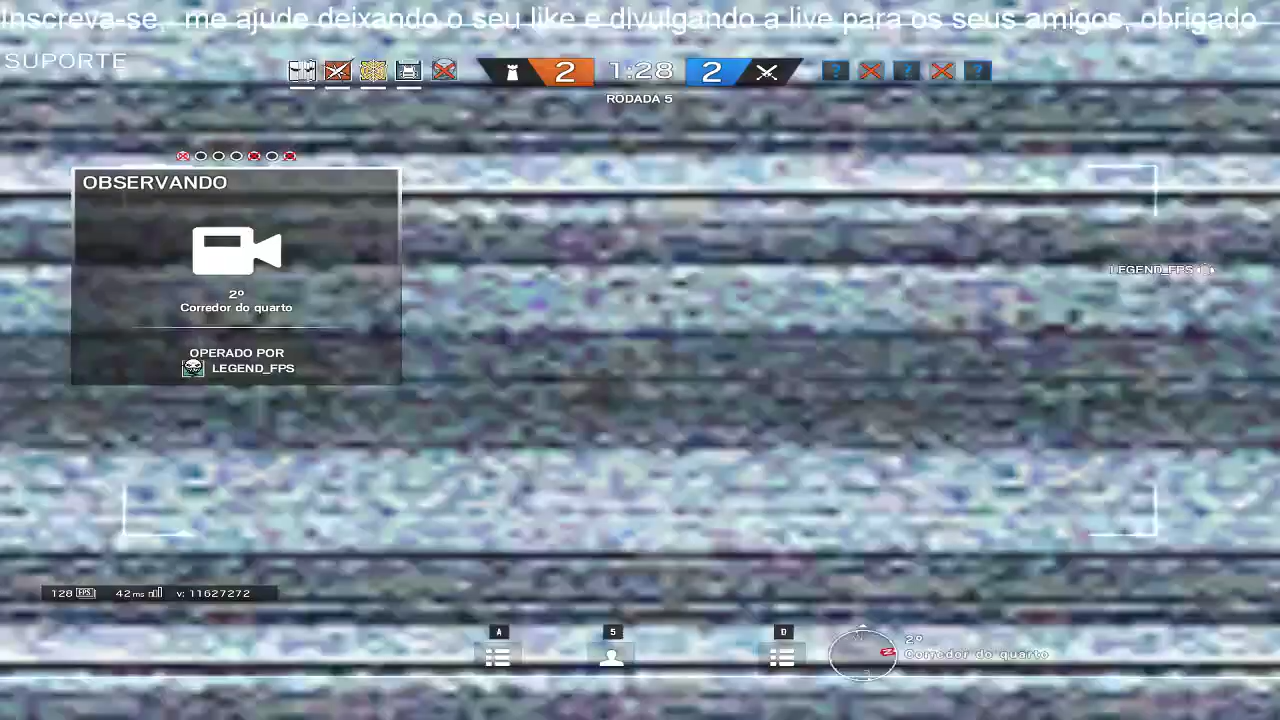 Inscreva-se, me ajude deixando o seu like e divulgando a live para os seus amigos, obrigado
SUPORTE
2 1:28 2
? ? ?
RODADA 5
OBSERVANDO
2º
Corredor do quarto
OPERADO POR
LEGEND_FPS
LEGEND_FPS
128 FPS 42ms v: 11627272
A 5 D
2º
Corredor do quarto